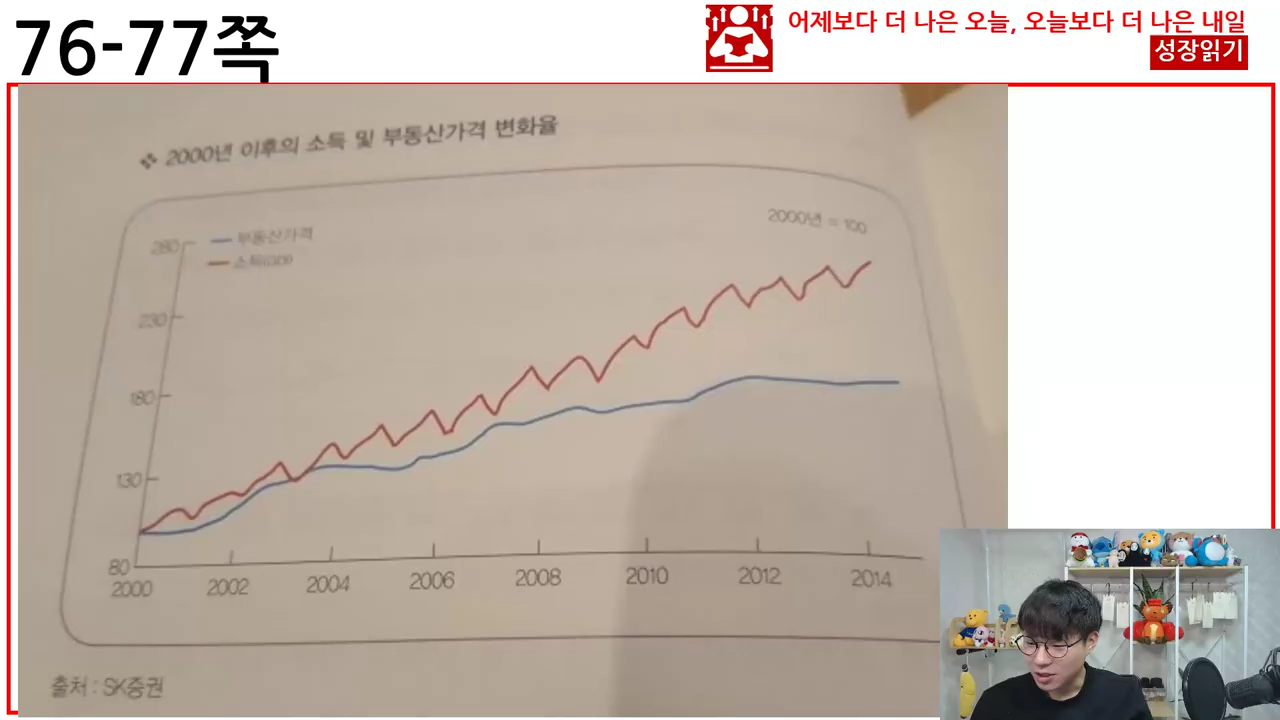 76-77쪽
어제보다 더 나은 오늘, 오늘보다 더 나은 내일
성장읽기
2000년 이후의 소득 및 부동산가격 변화율
2000년 = 100
280
부동산가격
230
180
130
80
2000 2002 2004 2006 2008 2010 2012 2014
출처 : SK증권